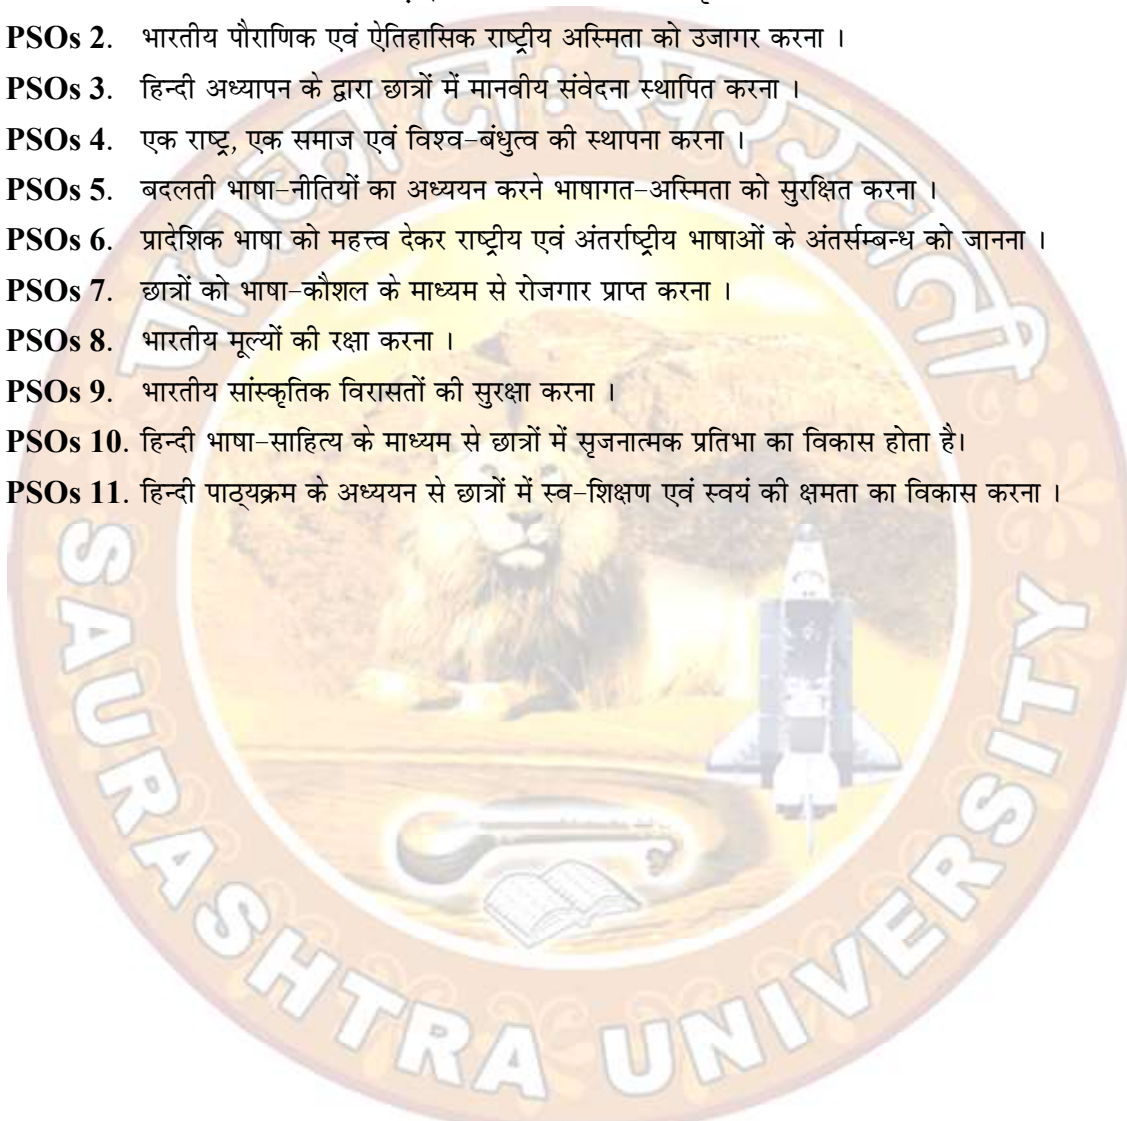 PSOs 2. भारतीय पौराणिक एवं ऐतिहासिक राष्ट्रीय अस्मिता को उजागर करना ।
PSOs 3. हिन्दी अध्यापन के द्वारा छात्रों में मानवीय संवेदना स्थापित करना ।
PSOs 4. एक राष्ट्र, एक समाज एवं विश्व-बंधुत्व की स्थापना करना ।
PSOs 5. बदलती भाषा-नीतियों का अध्ययन करने भाषागत-अस्मिता को सुरक्षित करना ।
PSOs 6. प्रादेशिक भाषा को महत्त्व देकर राष्ट्रीय एवं अंतर्राष्ट्रीय भाषाओं के अंतर्सम्बन्ध को जानना ।
PSOs 7. छात्रों को भाषा-कौशल के माध्यम से रोजगार प्राप्त करना ।
PSOs 8. भारतीय मूल्यों की रक्षा करना ।
PSOs 9. भारतीय सांस्कृतिक विरासतों की सुरक्षा करना ।
PSOs 10. हिन्दी भाषा-साहित्य के माध्यम से छात्रों में सृजनात्मक प्रतिभा का विकास होता है।
PSOs 11. हिन्दी पाठ्यक्रम के अध्ययन से छात्रों में स्व-शिक्षण एवं स्वयं की क्षमता का विकास करना ।
SAURASHTRA UNIVERSITY